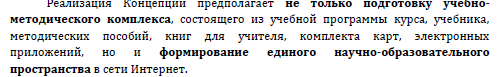 Реализация Концепции предполагает не только подготовку учебно-
методического комплекса, состоящего из учебной программы курса, учебника,
методических пособий, книг для учителя, комплекта карт, электронных
приложений, но и формирование единого научно-образовательного
пространства в сети Интернет.